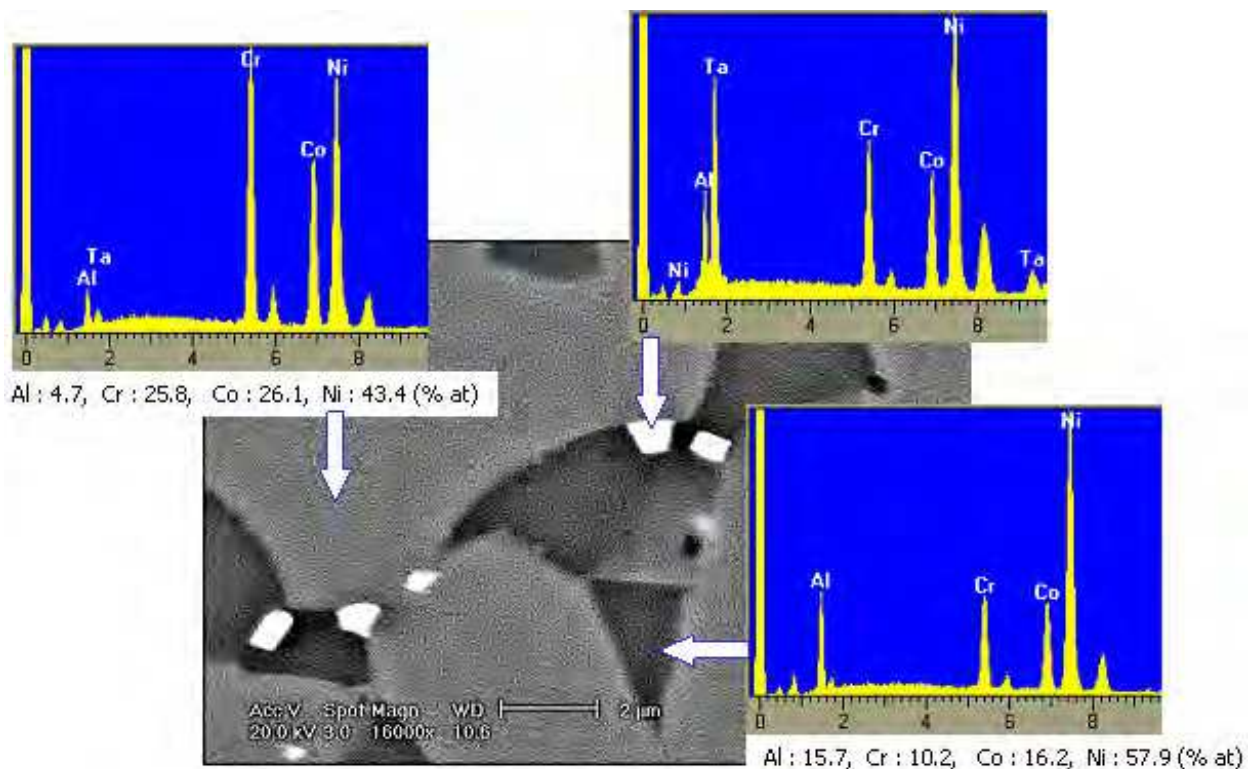 Cr
Ni
Co
Ta
Al
0 2 4 6 8
Al : 4.7, Cr : 25.8, Co : 26.1, Ni : 43.4 (% at)
Ni
Ta
Cr
Co
Al
Ni
Ta
0 2 4 6 8
Ni
Al
Cr
Co
0 2 4 6 8
Al : 15.7, Cr : 10.2, Co : 16.2, Ni : 57.9 (% at)
Acc.V Spot Magn WD 2 µm
20.0 kV 3.0 16000x 10.6